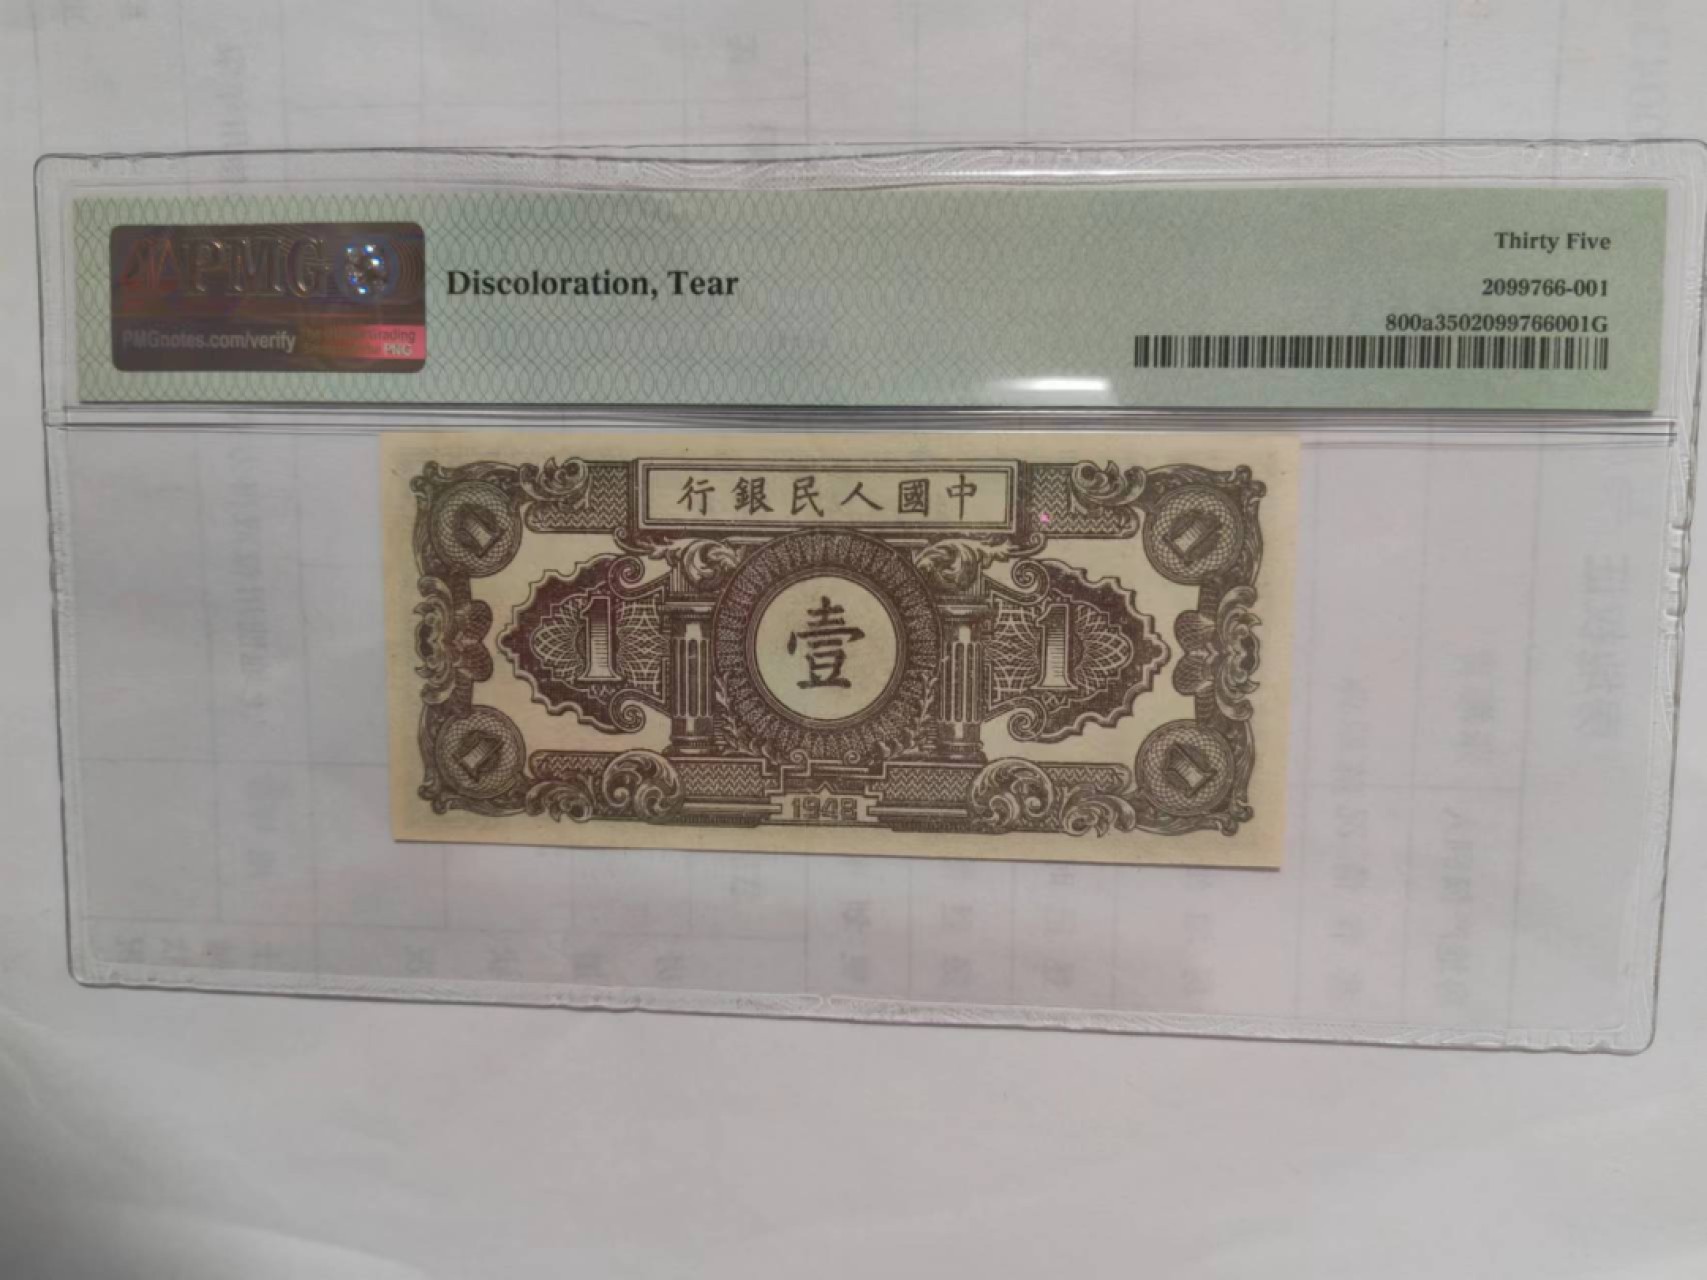 PMG
PMGnotes.com/verify
PNG
Discoloration, Tear
Thirty Five
2099766-001
800a3502099766001G
行銀民人國中
1 壹 1
1948